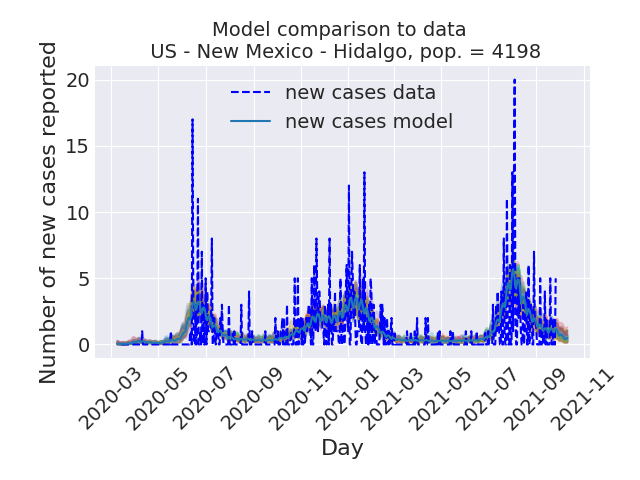 Model comparison to data
US - New Mexico - Hidalgo, pop. = 4198
new cases data
new cases model
Number of new cases reported
20
15
10
5
0
2020-03
2020-05
2020-07
2020-09
2020-11
2021-01
2021-03
2021-05
2021-07
2021-09
2021-11
Day